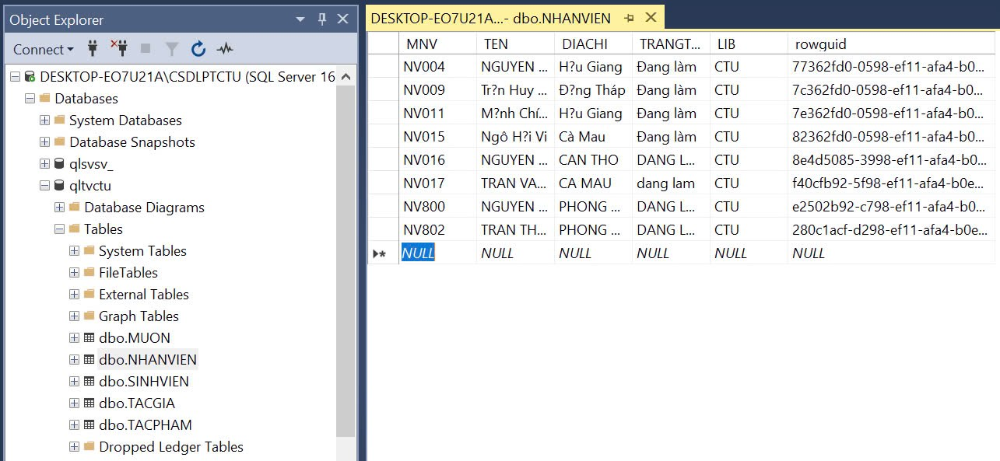 Object Explorer
Connect
DESKTOP-EO7U21A\CSDLPTCTU (SQL Server 16
Databases
System Databases
Database Snapshots
qlsvsv_
qltvctu
Database Diagrams
Tables
System Tables
FileTables
External Tables
Graph Tables
dbo.MUON
dbo.NHANVIEN
dbo.SINHVIEN
dbo.TACGIA
dbo.TACPHAM
Dropped Ledger Tables
DESKTOP-EO7U21A...- dbo.NHANVIEN
MNV TEN DIACHI TRANGT... LIB rowguid
NV004 NGUYEN ... H?u Giang Đang làm CTU 77362fd0-0598-ef11-afa4-b0...
NV009 Tr?n Huy ... Đ?ng Tháp Đang làm CTU 7c362fd0-0598-ef11-afa4-b0...
NV011 M?nh Chí... H?u Giang Đang làm CTU 7e362fd0-0598-ef11-afa4-b0...
NV015 Ngô H?i Vi Cà Mau Đang làm CTU 82362fd0-0598-ef11-afa4-b0...
NV016 NGUYEN ... CAN THO DANG L... CTU 8e4d5085-3998-ef11-afa4-b0...
NV017 TRAN VA... CA MAU dang lam CTU f40cfb92-5f98-ef11-afa4-b0e...
NV800 NGUYEN ... PHONG ... DANG L... CTU e2502b92-c798-ef11-afa4-b0...
NV802 TRAN TH... PHONG ... DANG L... CTU 280c1acf-d298-ef11-afa4-b0e...
NULL NULL NULL NULL NULL NULL